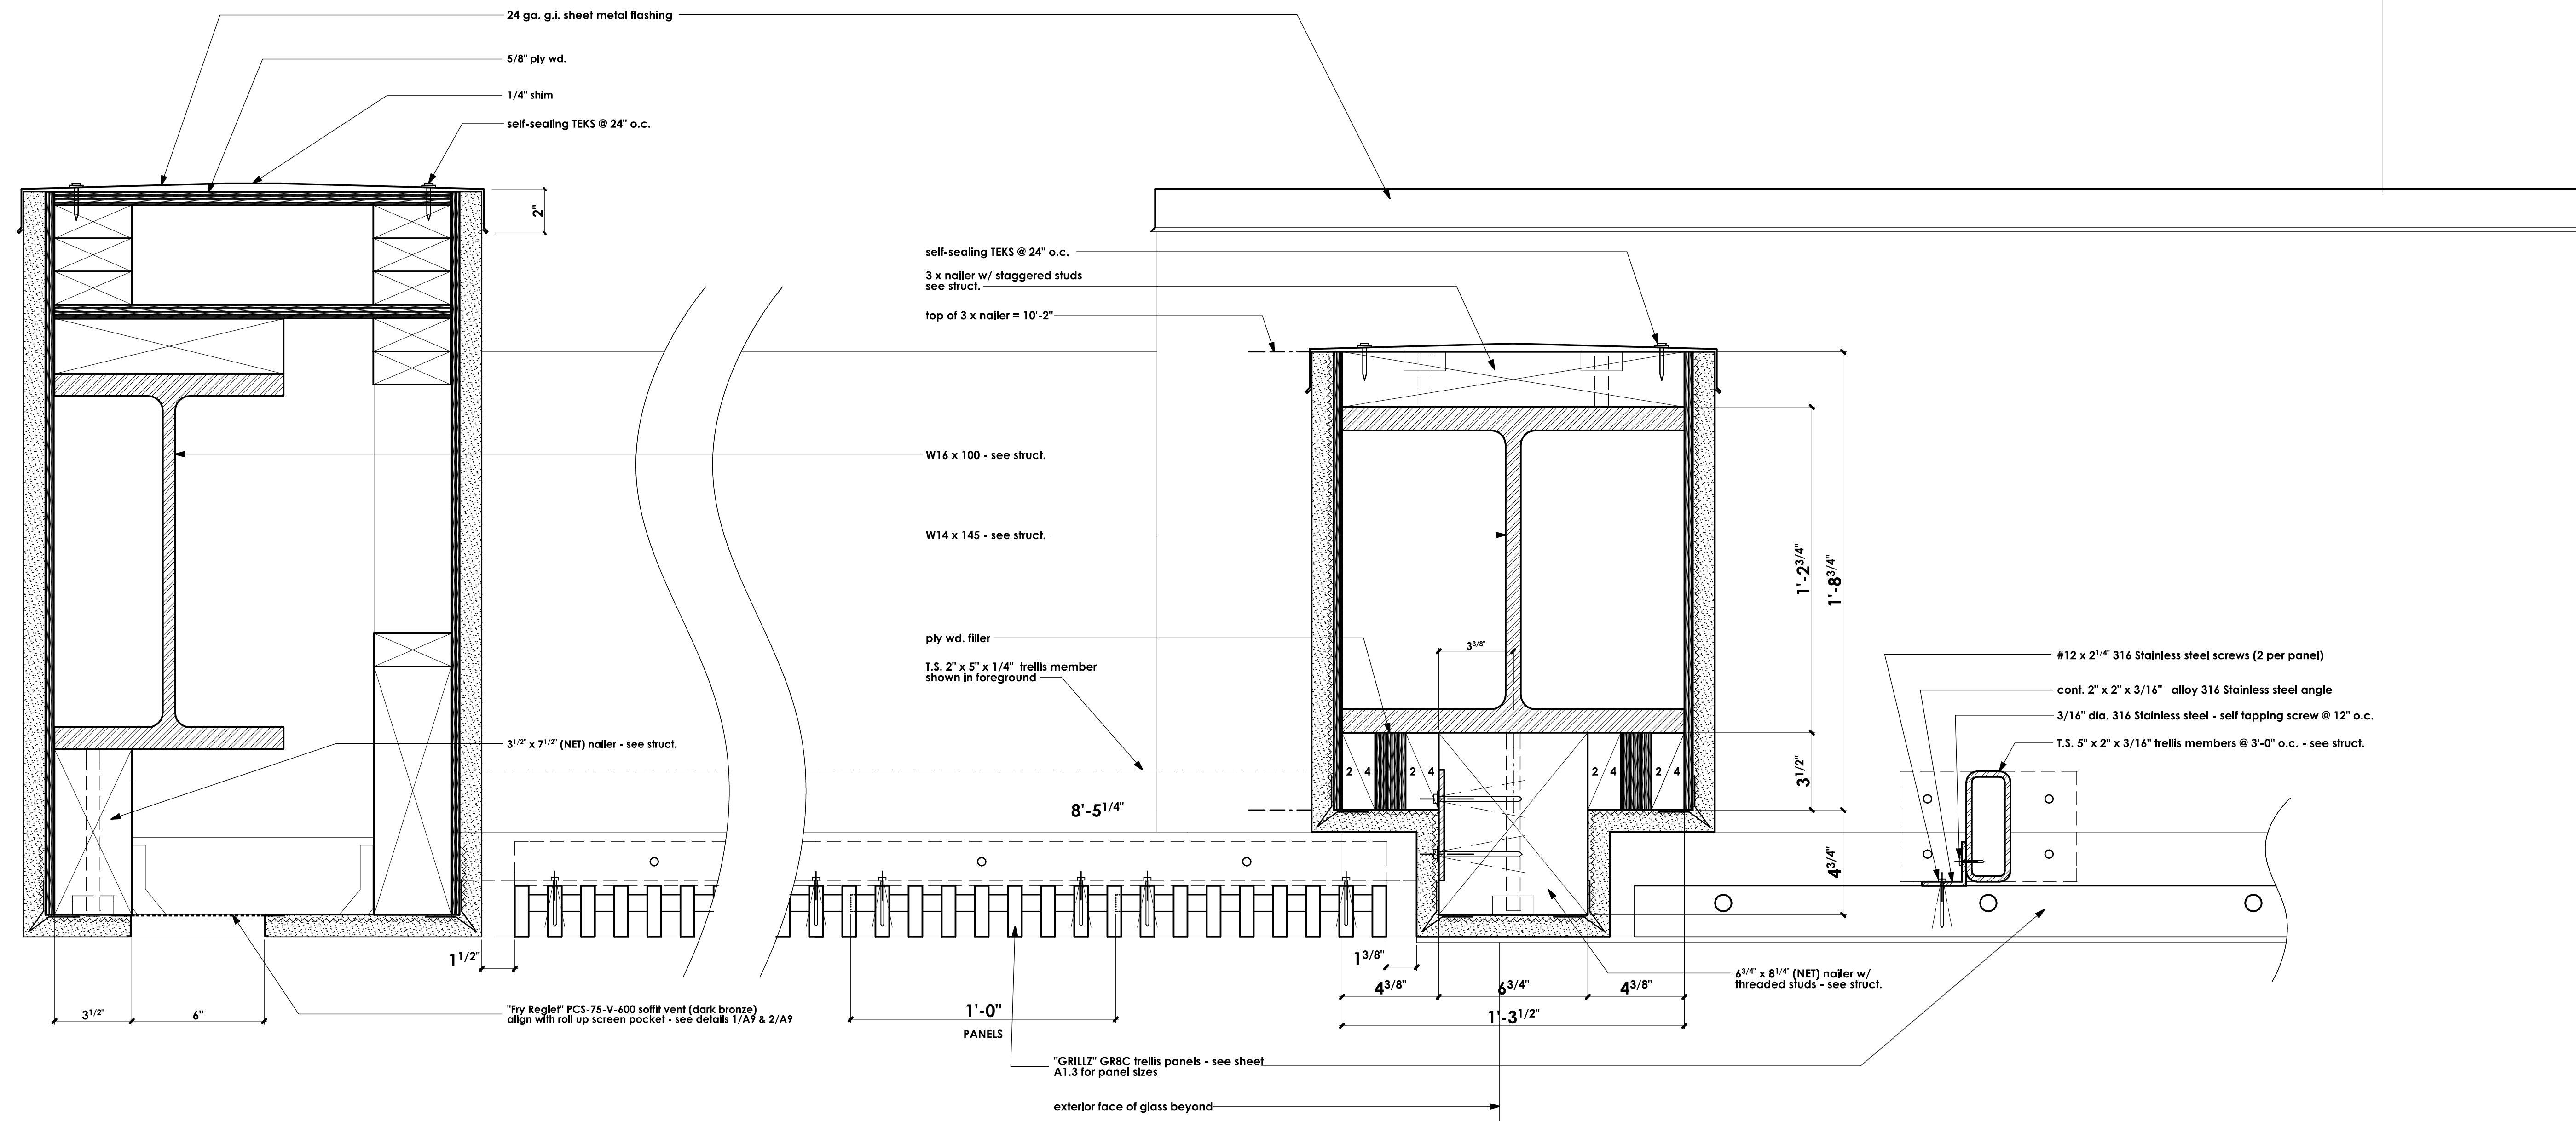 24 ga. g.i. sheet metal flashing
5/8" ply wd.
1/4" shim
self-sealing TEKS @ 24" o.c.
2"
self-sealing TEKS @ 24" o.c.
3 x nailer w/ staggered studs
see struct.
top of 3 x nailer = 10'-2"
W16 x 100 - see struct.
W14 x 145 - see struct.
1'-2 3/4"
1'-8 3/4"
ply wd. filler
3 3/8"
T.S. 2" x 5" x 1/4" trellis member
shown in foreground
#12 x 2 1/4" 316 Stainless steel screws (2 per panel)
cont. 2" x 2" x 3/16" alloy 316 Stainless steel angle
3/16" dia. 316 Stainless steel - self tapping screw @ 12" o.c.
T.S. 5" x 2" x 3/16" trellis members @ 3'-0" o.c. - see struct.
3 1/2" x 7 1/2" (NET) nailer - see struct.
2 4 2 4 2 4 2 4
3 1/2"
8'-5 1/4"
4 3/4"
1 1/2"
1 3/8"
4 3/8" 6 3/4" 4 3/8"
6 3/4" x 8 1/4" (NET) nailer w/
threaded studs - see struct.
3 1/2" 6"
"Fry Reglet" PCS-75-V-600 soffit vent (dark bronze)
align with roll up screen pocket - see details 1/A9 & 2/A9
1'-0"
PANELS
1'-3 1/2"
"GRILLZ" GR8C trellis panels - see sheet
A1.3 for panel sizes
exterior face of glass beyond